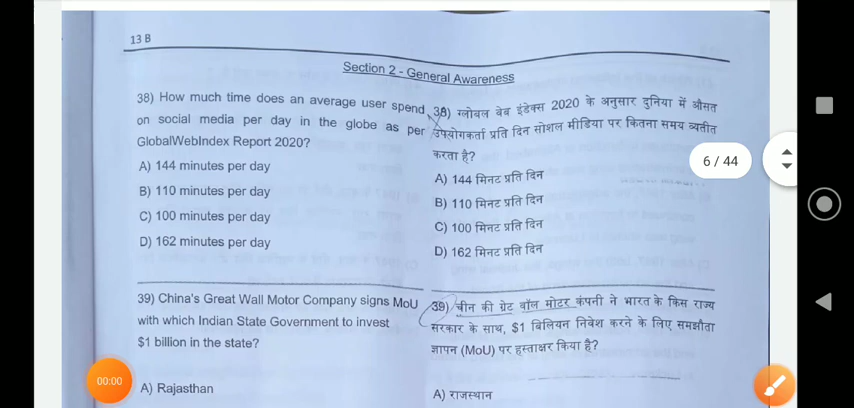 13 B
Section 2 - General Awareness
38) How much time does an average user spend
on social media per day in the globe as per
GlobalWebIndex Report 2020?
A) 144 minutes per day
B) 110 minutes per day
C) 100 minutes per day
D) 162 minutes per day
38) ग्लोबल वेब इंडेक्स 2020 के अनुसार दुनिया में औसत
उपयोगकर्ता प्रति दिन सोशल मीडिया पर कितना समय व्यतीत
करता है?
A) 144 मिनट प्रति दिन
B) 110 मिनट प्रति दिन
C) 100 मिनट प्रति दिन
D) 162 मिनट प्रति दिन
6 / 44
39) China's Great Wall Motor Company signs MoU
with which Indian State Government to invest
$1 billion in the state?
A) Rajasthan
39) चीन की ग्रेट वॉल मोटर कंपनी ने भारत के किस राज्य
सरकार के साथ, $1 बिलियन निवेश करने के लिए समझौता
ज्ञापन (MoU) पर हस्ताक्षर किया है?
A) राजस्थान
00:00